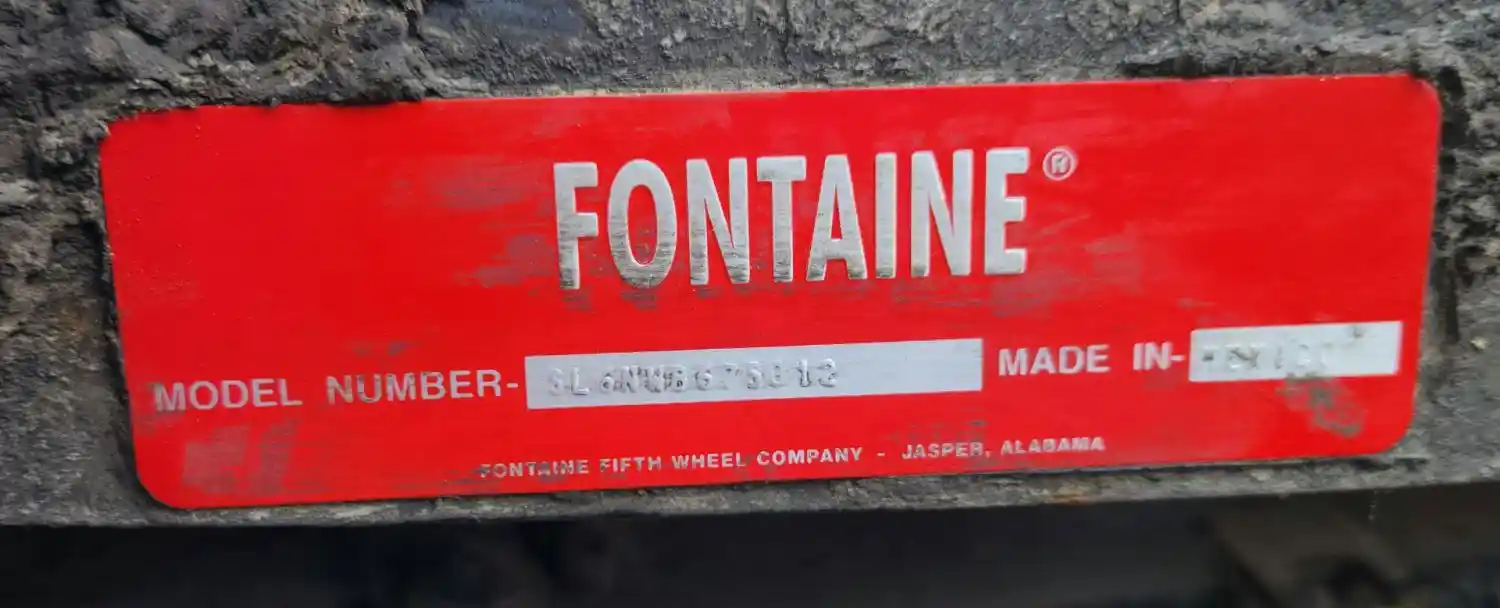 FONTAINE®
MODEL NUMBER- MADE IN-
FONTAINE FIFTH WHEEL COMPANY - JASPER, ALABAMA